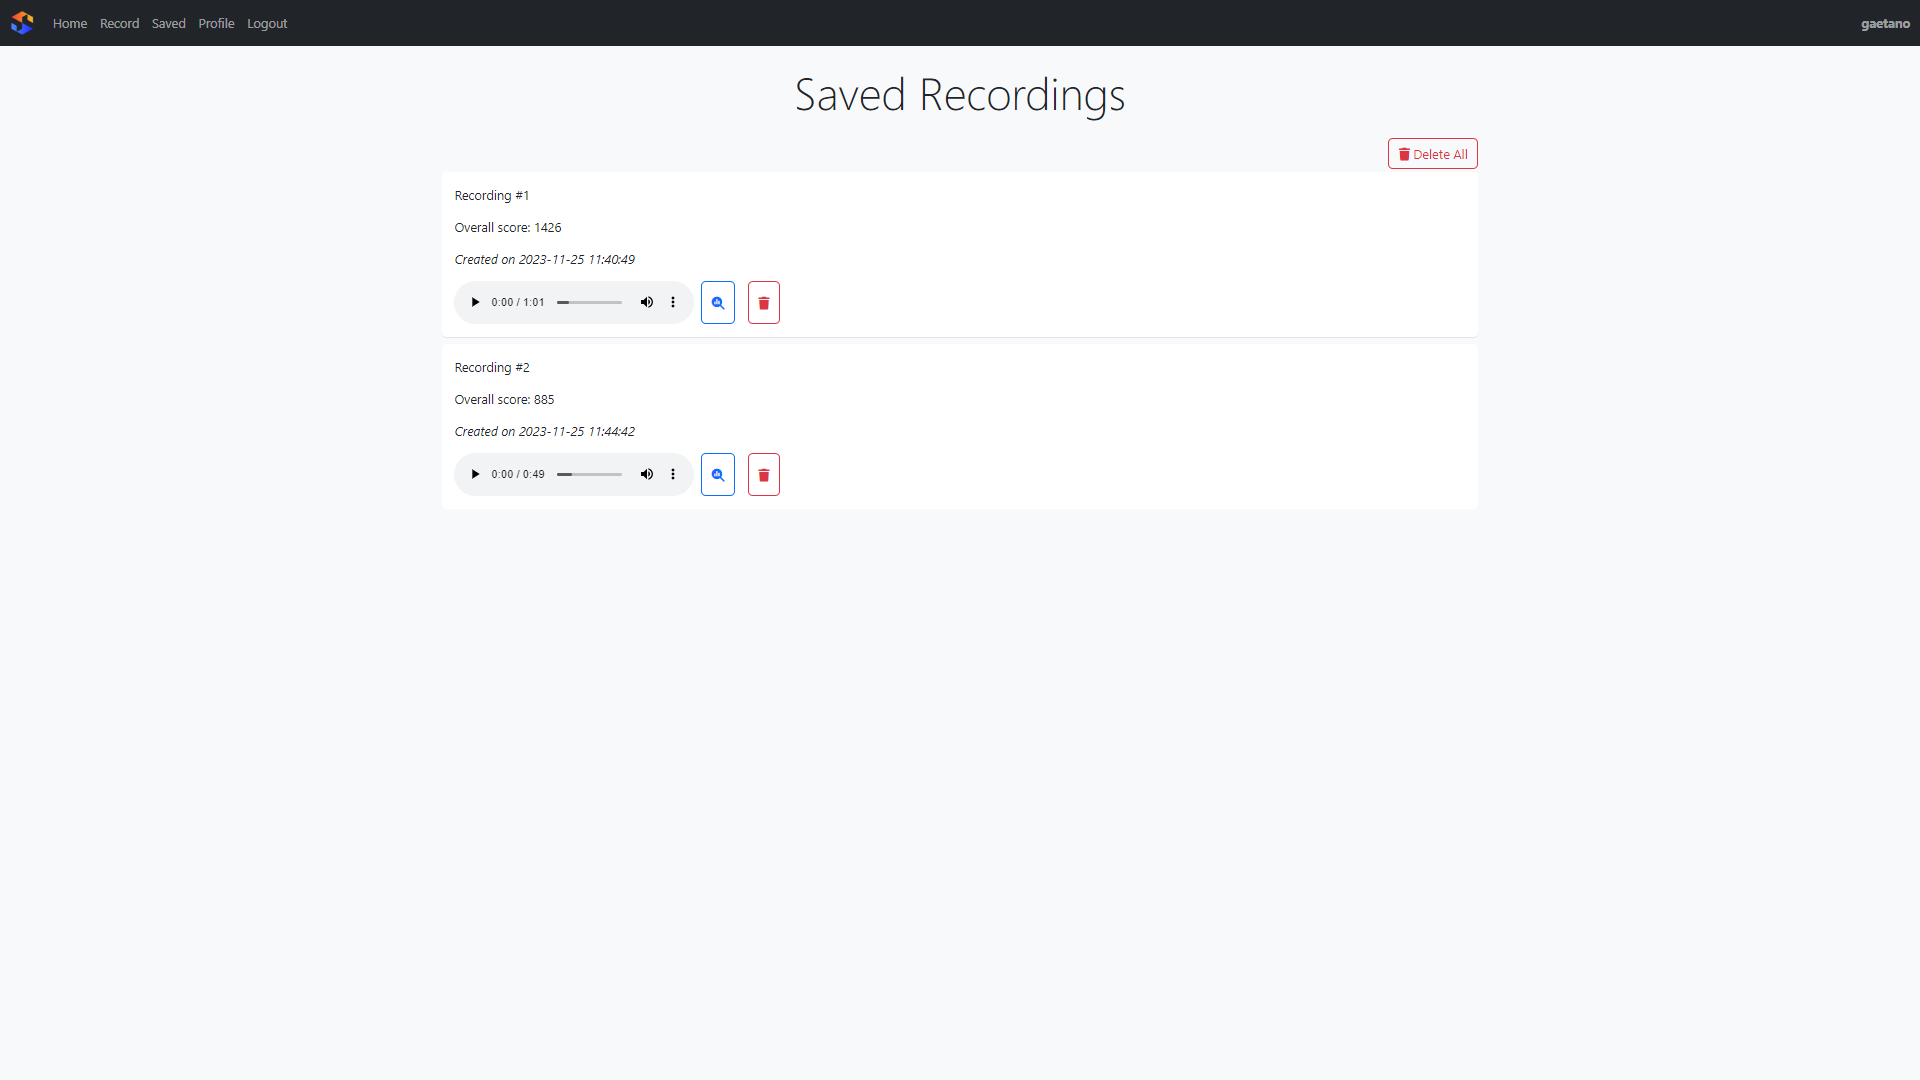 Home Record Saved Profile Logout gaetano
Saved Recordings
Delete All
Recording #1
Overall score: 1426
Created on 2023-11-25 11:40:49
0:00 / 1:01
Recording #2
Overall score: 885
Created on 2023-11-25 11:44:42
0:00 / 0:49